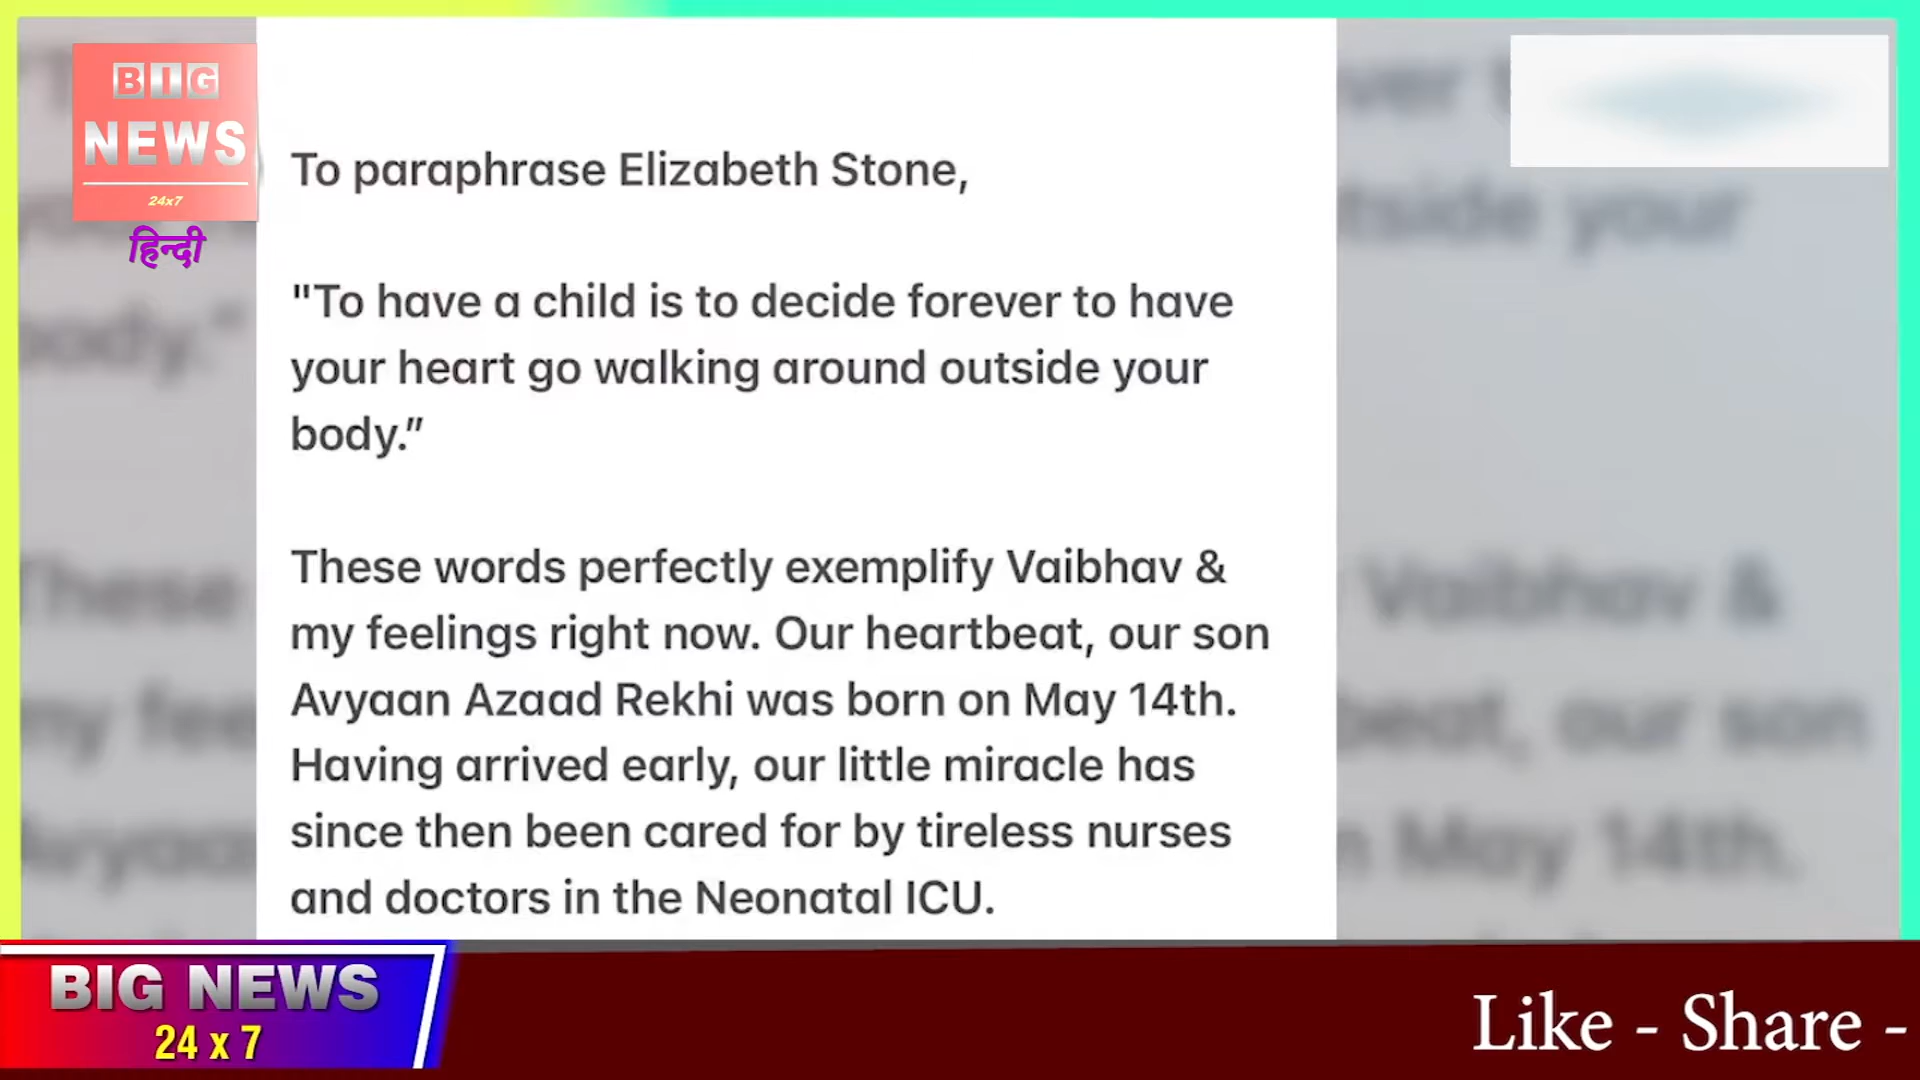 BIG
NEWS
24x7
हिन्दी
To paraphrase Elizabeth Stone,
"To have a child is to decide forever to have
your heart go walking around outside your
body.”
These words perfectly exemplify Vaibhav &
my feelings right now. Our heartbeat, our son
Avyaan Azaad Rekhi was born on May 14th.
Having arrived early, our little miracle has
since then been cared for by tireless nurses
and doctors in the Neonatal ICU.
BIG NEWS
24 x 7
Like - Share -